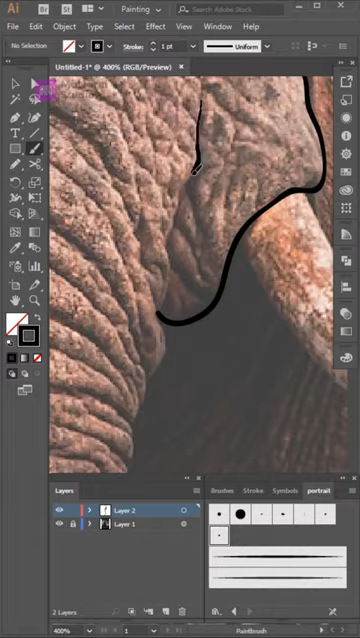 Ai Br St Painting Search Adobe Stock
File Edit Object Type Select Effect View Window Help
No Selection Stroke: 1 pt Uniform
Untitled-1* @ 400% (RGB/Preview) ×
Layers
Layer 2
Layer 1
2 Layers
Brushes Stroke Symbols portrait
400% 1 Paintbrush